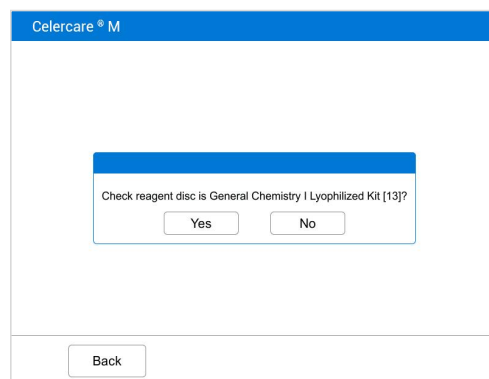 Celercare ® M
Check reagent disc is General Chemistry I Lyophilized Kit [13]?
Yes
No
Back